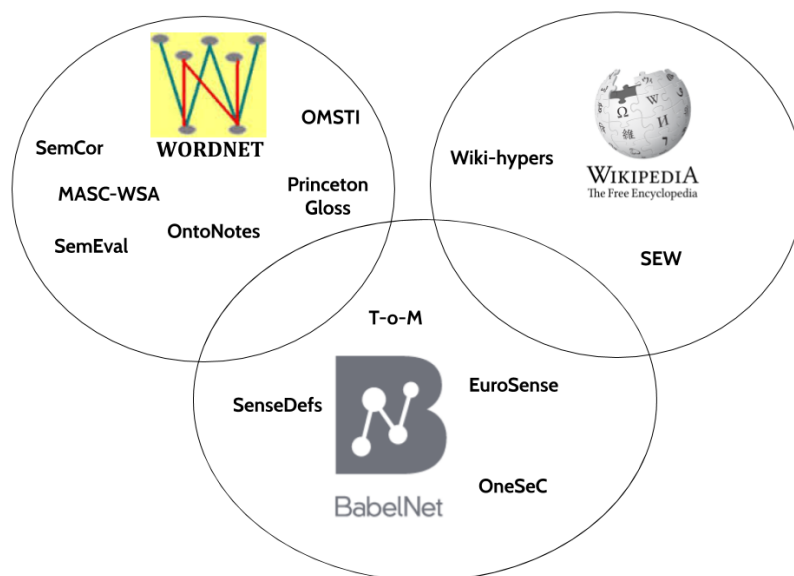 OMSTI
SemCor
WORDNET
MASC-WSA
Princeton
Gloss
SemEval
OntoNotes
Ω W И 維
Wiki-hypers
WIKIPEDIA
The Free Encyclopedia
SEW
T-o-M
SenseDefs
EuroSense
OneSeC
BabelNet